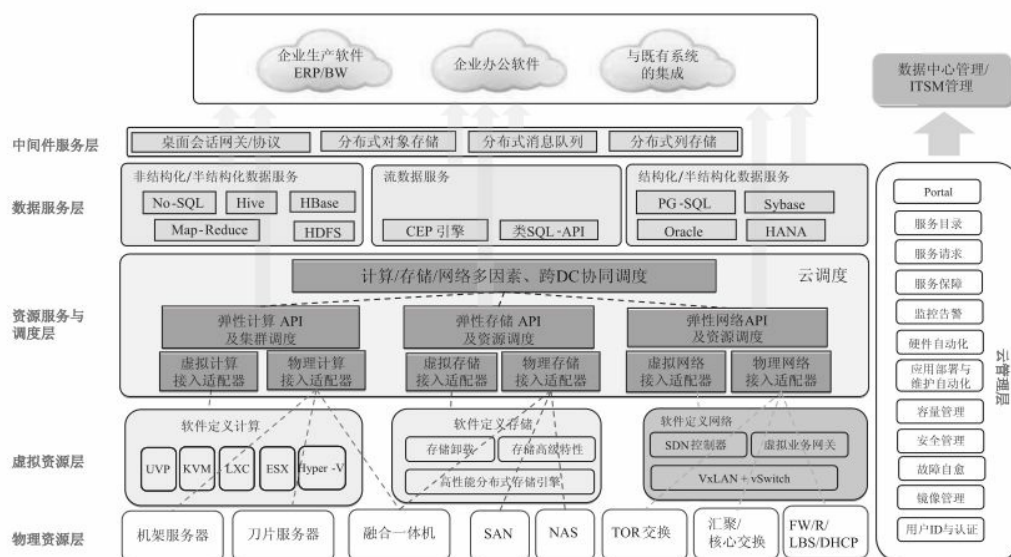 企业生产软件
ERP/BW
企业办公软件
与既有系统
的集成
数据中心管理/
ITSM管理
中间件服务层
桌面会话网关/协议
分布式对象存储
分布式消息队列
分布式列存储
数据服务层
非结构化/半结构化数据服务
No-SQL
Hive
HBase
Map-Reduce
HDFS
流数据服务
CEP 引擎
类SQL-API
结构化/半结构化数据服务
PG-SQL
Sybase
Oracle
HANA
资源服务与
调度层
云调度
计算/存储/网络多因素、跨DC协同调度
弹性计算 API
及集群调度
弹性存储 API
及资源调度
弹性网络API
及资源调度
虚拟计算
接入适配器
物理计算
接入适配器
虚拟存储
接入适配器
物理存储
接入适配器
虚拟网络
接入适配器
物理网络
接入适配器
虚拟资源层
软件定义计算
UVP
KVM
LXC
ESX
Hyper -V
软件定义存储
存储卸载
存储高级特性
高性能分布式存储引擎
软件定义网络
SDN控制器
虚拟业务网关
VxLAN + vSwitch
物理资源层
机架服务器
刀片服务器
融合一体机
SAN
NAS
TOR交换
汇聚/
核心交换
FW/R/
LBS/DHCP
Portal
服务目录
服务请求
服务保障
监控告警
硬件自动化
应用部署与
维护自动化
容量管理
安全管理
故障自愈
镜像管理
用户ID与认证
云管理层